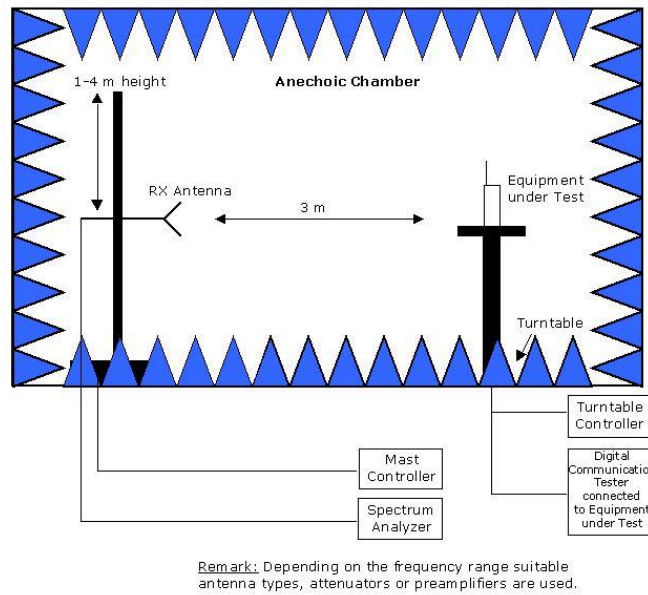 Anechoic Chamber
1-4 m height
RX Antenna
3 m
Equipment
under Test
Turntable
Turntable
Controller
Mast
Controller
Digital
Communication
Tester
connected
to Equipment
under Test
Spectrum
Analyzer
Remark: Depending on the frequency range suitable
antenna types, attenuators or preamplifiers are used.